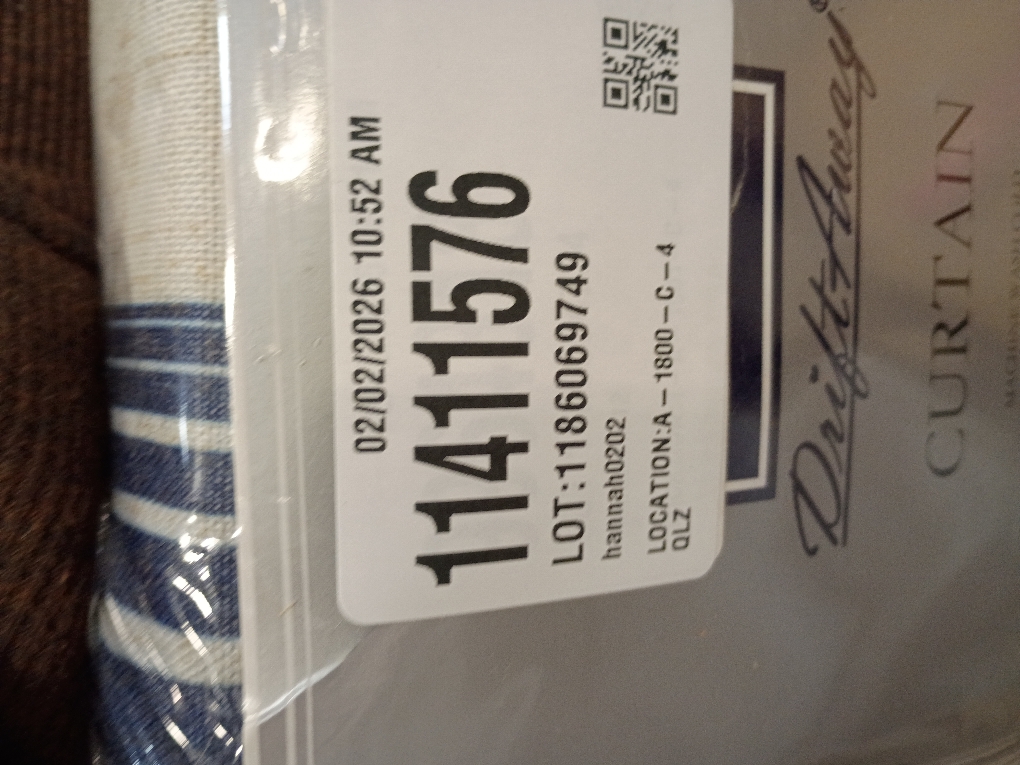 02/02/2026 10:52 AM
11411576
LOT:1186069749
hannah0202
LOCATION:A-1800-C-4
QLZ
DriftAway®
CURTAIN